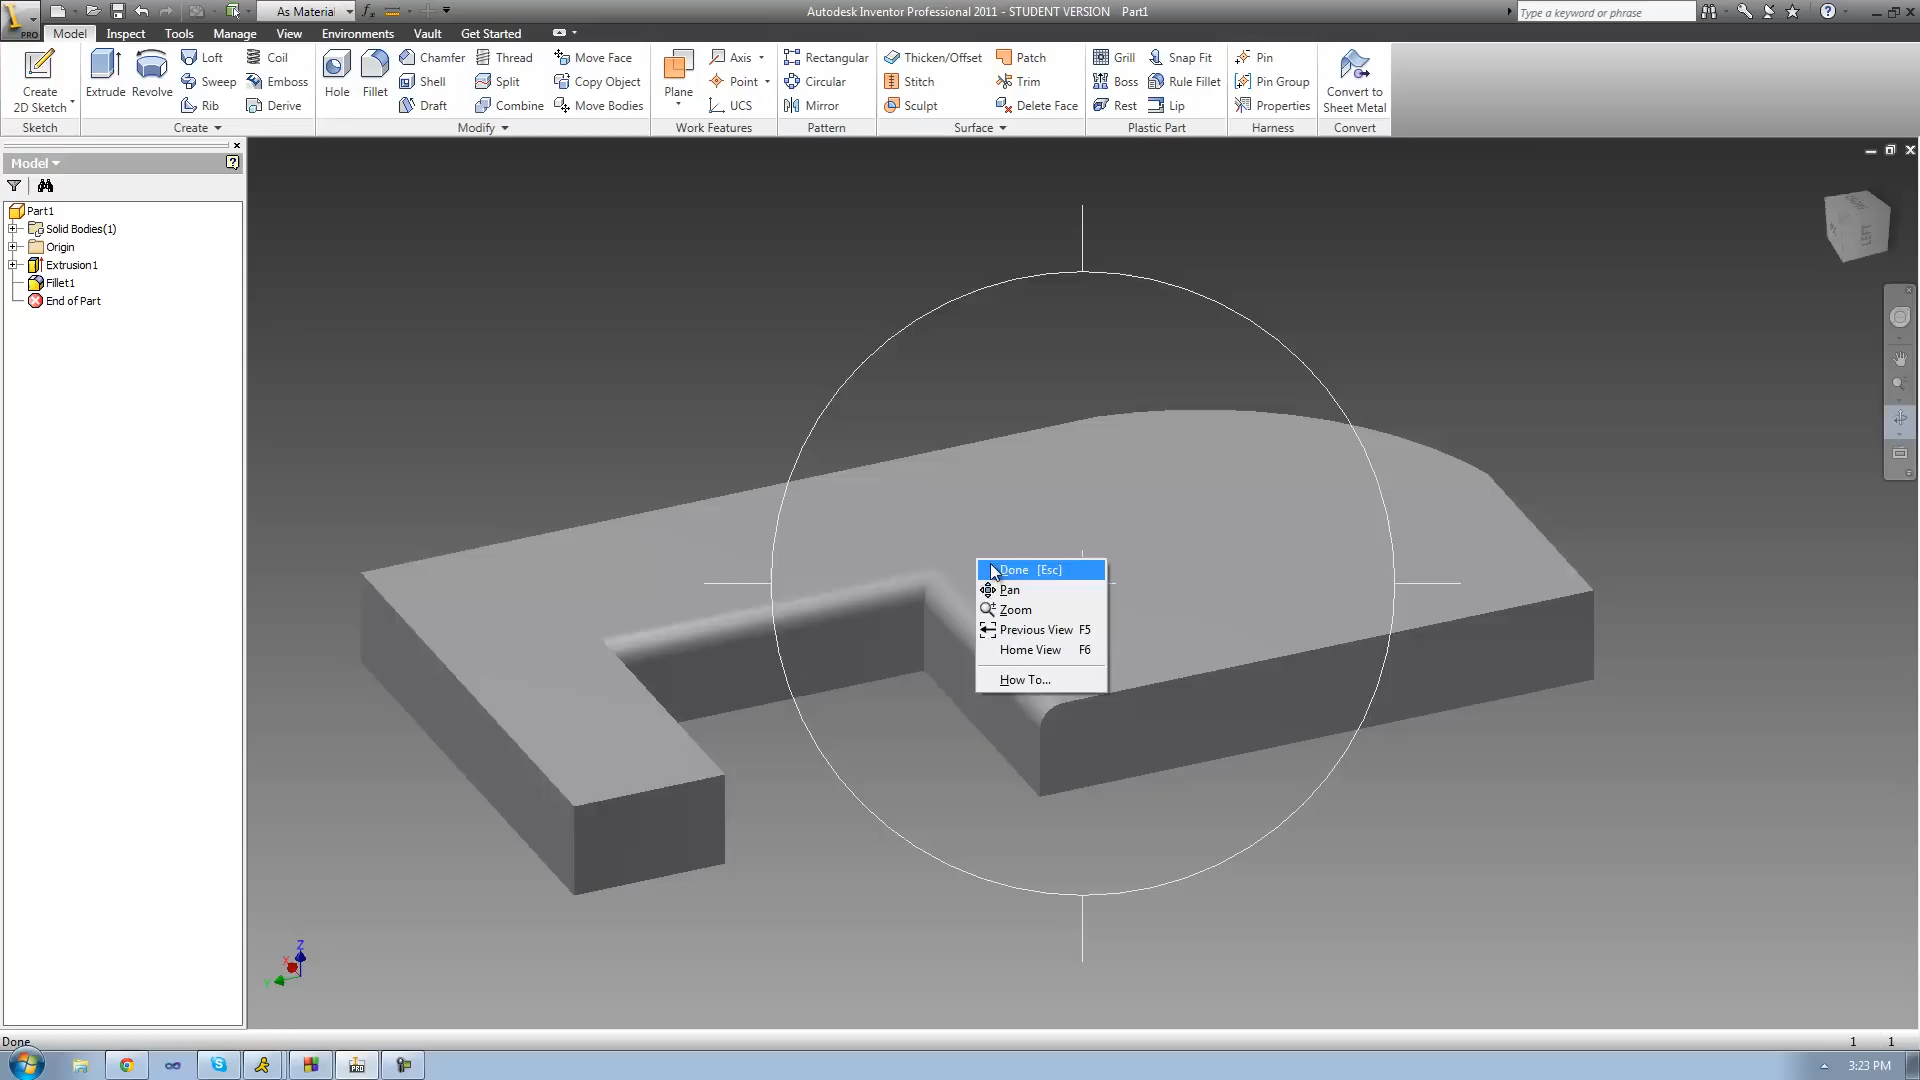 As Material
Autodesk Inventor Professional 2011 - STUDENT VERSION Part1
Type a keyword or phrase
PRO
Model Inspect Tools Manage View Environments Vault Get Started
Create
2D Sketch
Extrude
Revolve
Loft
Sweep
Rib
Coil
Emboss
Derive
Hole
Fillet
Chamfer
Shell
Draft
Thread
Split
Combine
Move Face
Copy Object
Move Bodies
Plane
Axis
Point
UCS
Rectangular
Circular
Mirror
Thicken/Offset
Stitch
Sculpt
Patch
Trim
Delete Face
Grill
Boss
Rest
Snap Fit
Rule Fillet
Lip
Pin
Pin Group
Properties
Convert to
Sheet Metal
Sketch Create Modify Work Features Pattern Surface Plastic Part Harness Convert
Model
Part1
Solid Bodies(1)
Origin
Extrusion1
Fillet1
End of Part
LEFT
Done [Esc]
Pan
Zoom
Previous View F5
Home View F6
How To...
Z
X
Y
Done
1 1
PRO
3:23 PM